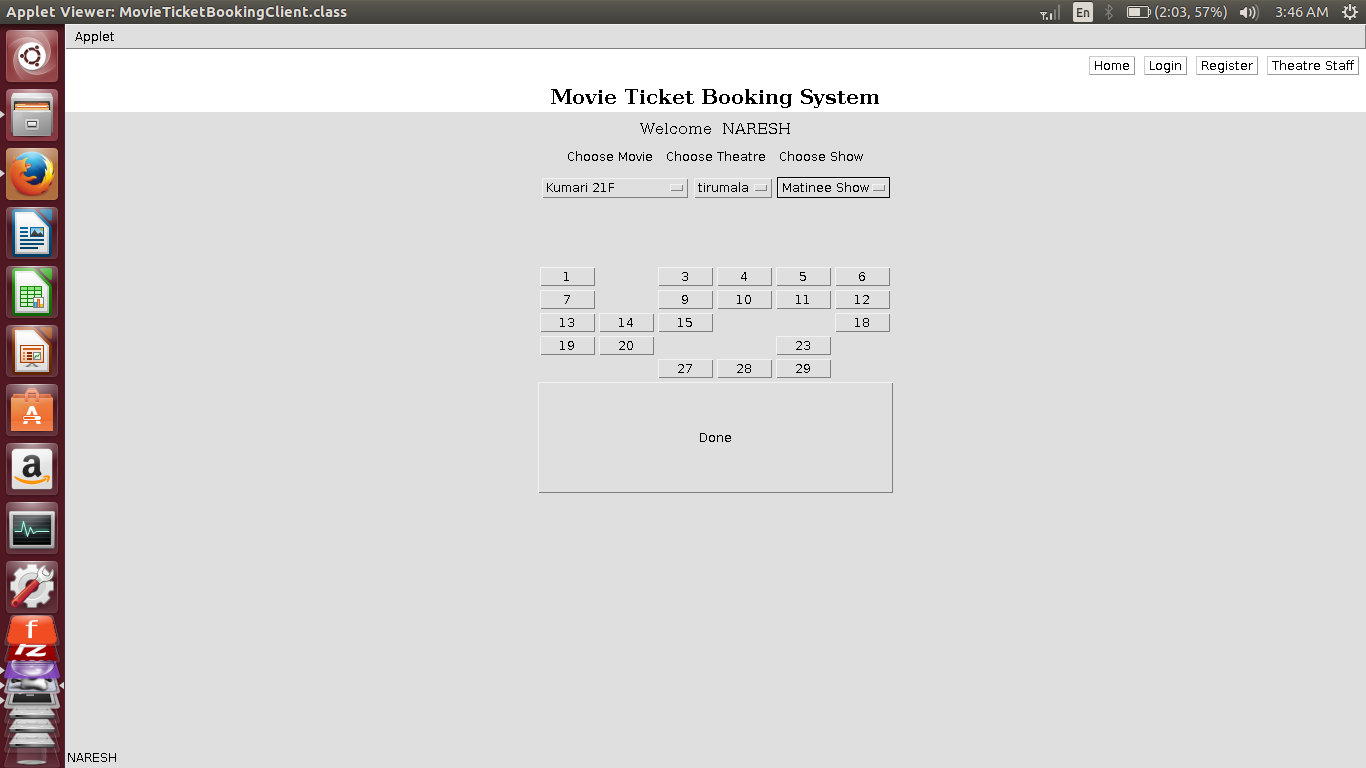 Applet Viewer: MovieTicketBookingClient.class En (2:03, 57%) 3:46 AM
Applet
Home Login Register Theatre Staff
Movie Ticket Booking System
Welcome NARESH
Choose Movie Choose Theatre Choose Show
Kumari 21F tirumala Matinee Show
1 3 4 5 6
7 9 10 11 12
13 14 15 18
19 20 23
27 28 29
Done
A
a
f
NARESH